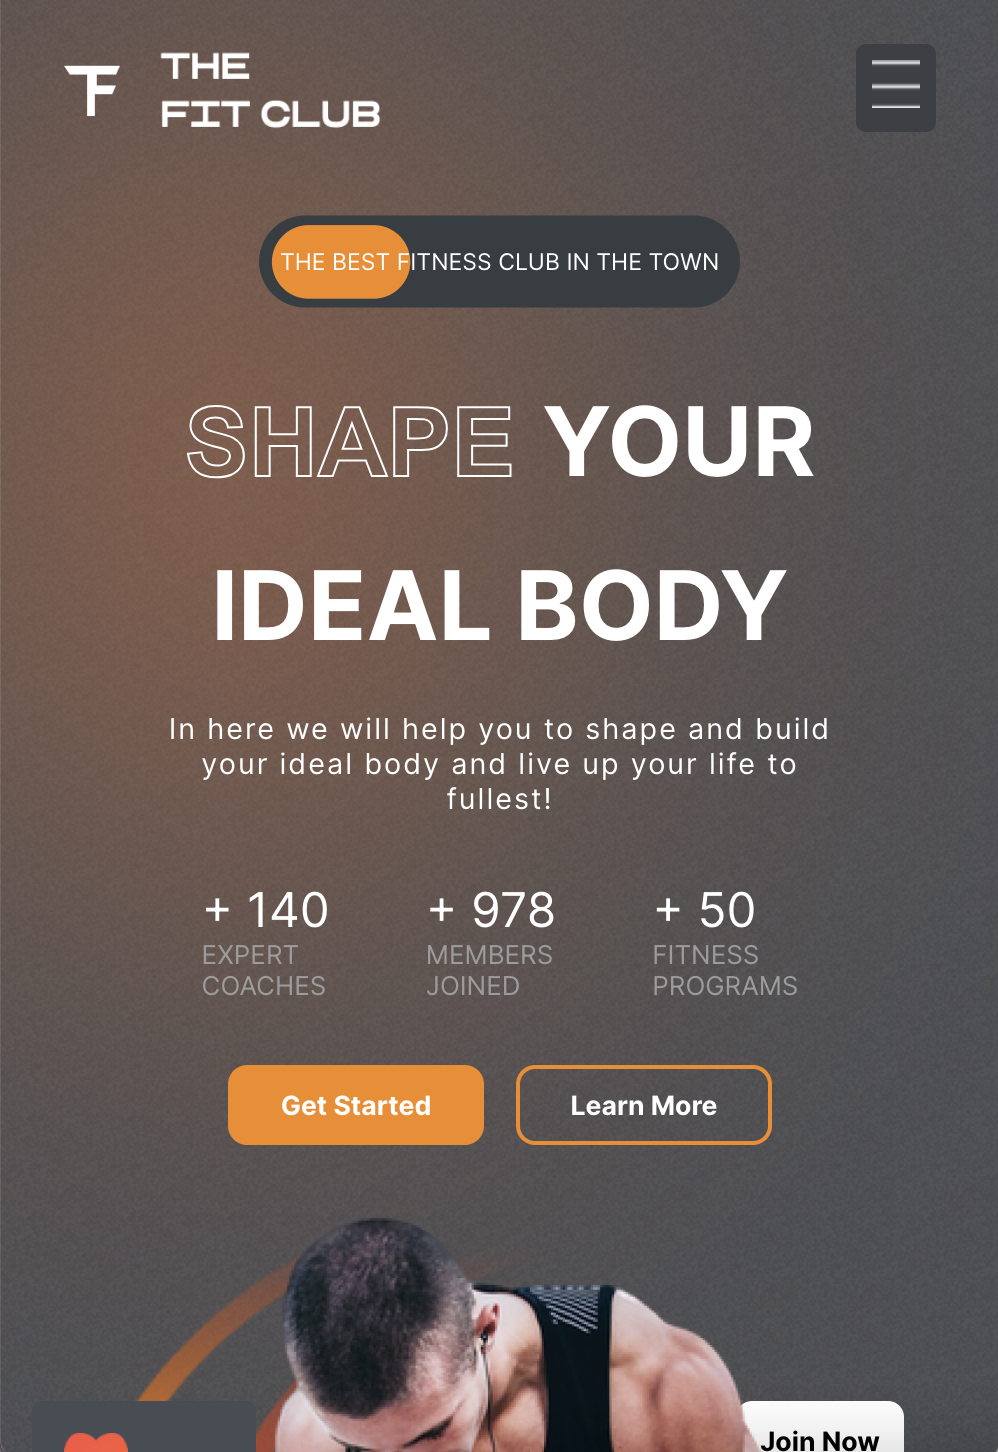 THE
FIT CLUB
THE BEST FITNESS CLUB IN THE TOWN
SHAPE YOUR
IDEAL BODY
In here we will help you to shape and build
your ideal body and live up your life to
fullest!
+ 140 + 978 + 50
EXPERT MEMBERS FITNESS
COACHES JOINED PROGRAMS
Get Started Learn More
Join Now